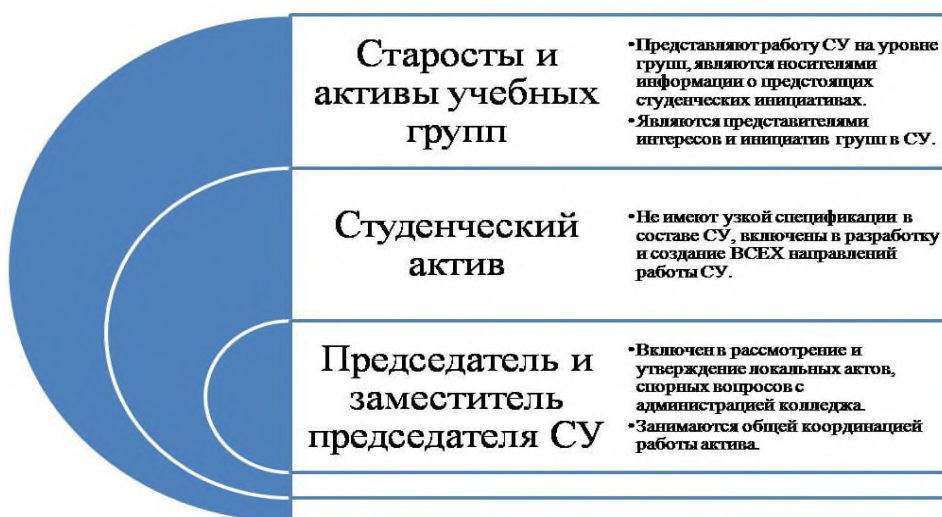 Старосты и
активы учебных
групп
•Представляют работу СУ на уровне
групп, являются носителями
информации о предстоящих
студенческих инициативах.
•Являются представителями
интересов и инициатив групп в СУ.
Студенческий
актив
•Не имеют узкой спецификации в
составе СУ, включены в разработку
и создание ВСЕХ направлений
работы СУ.
Председатель и
заместитель
председателя СУ
•Включен в рассмотрение и
утверждение локальных актов,
спорных вопросов с
администрацией колледжа.
•Занимаются общей координацией
работы актива.